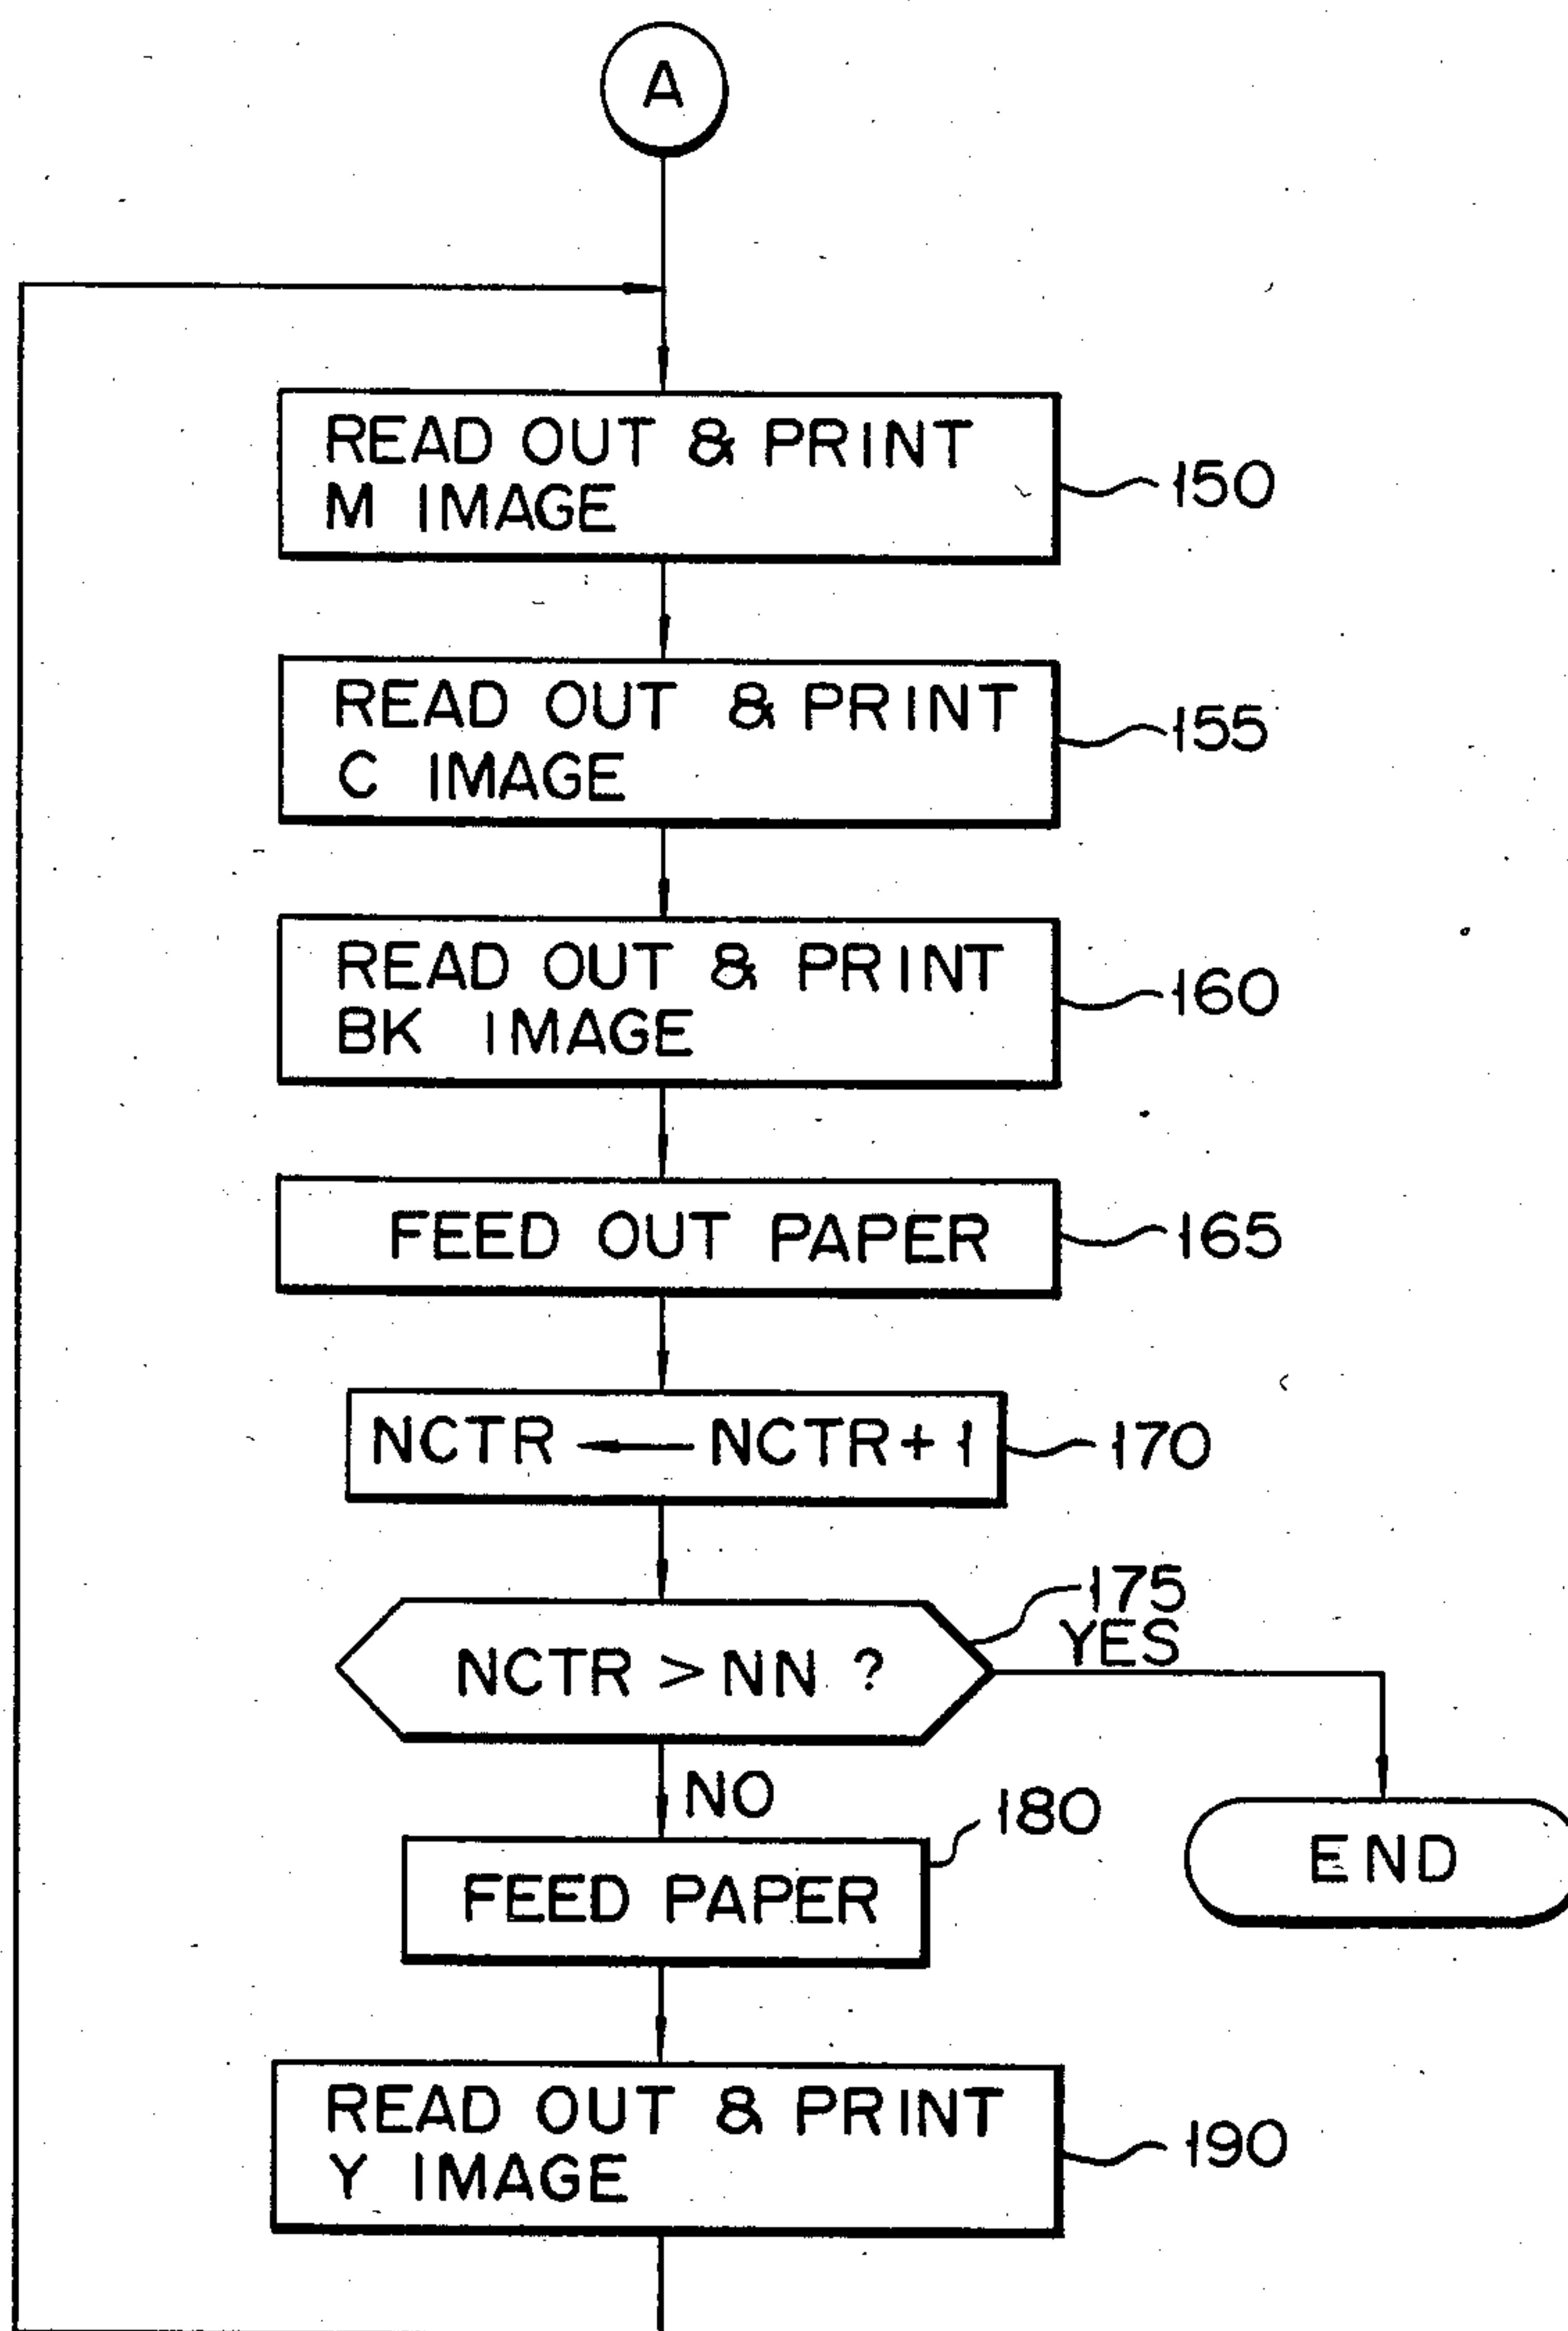 A
READ OUT & PRINT
M IMAGE
150
READ OUT & PRINT
C IMAGE
155
READ OUT & PRINT
BK IMAGE
160
FEED OUT PAPER
165
NCTR ← NCTR+1
170
NCTR > NN ?
175
YES
NO
180
FEED PAPER
END
READ OUT & PRINT
Y IMAGE
190